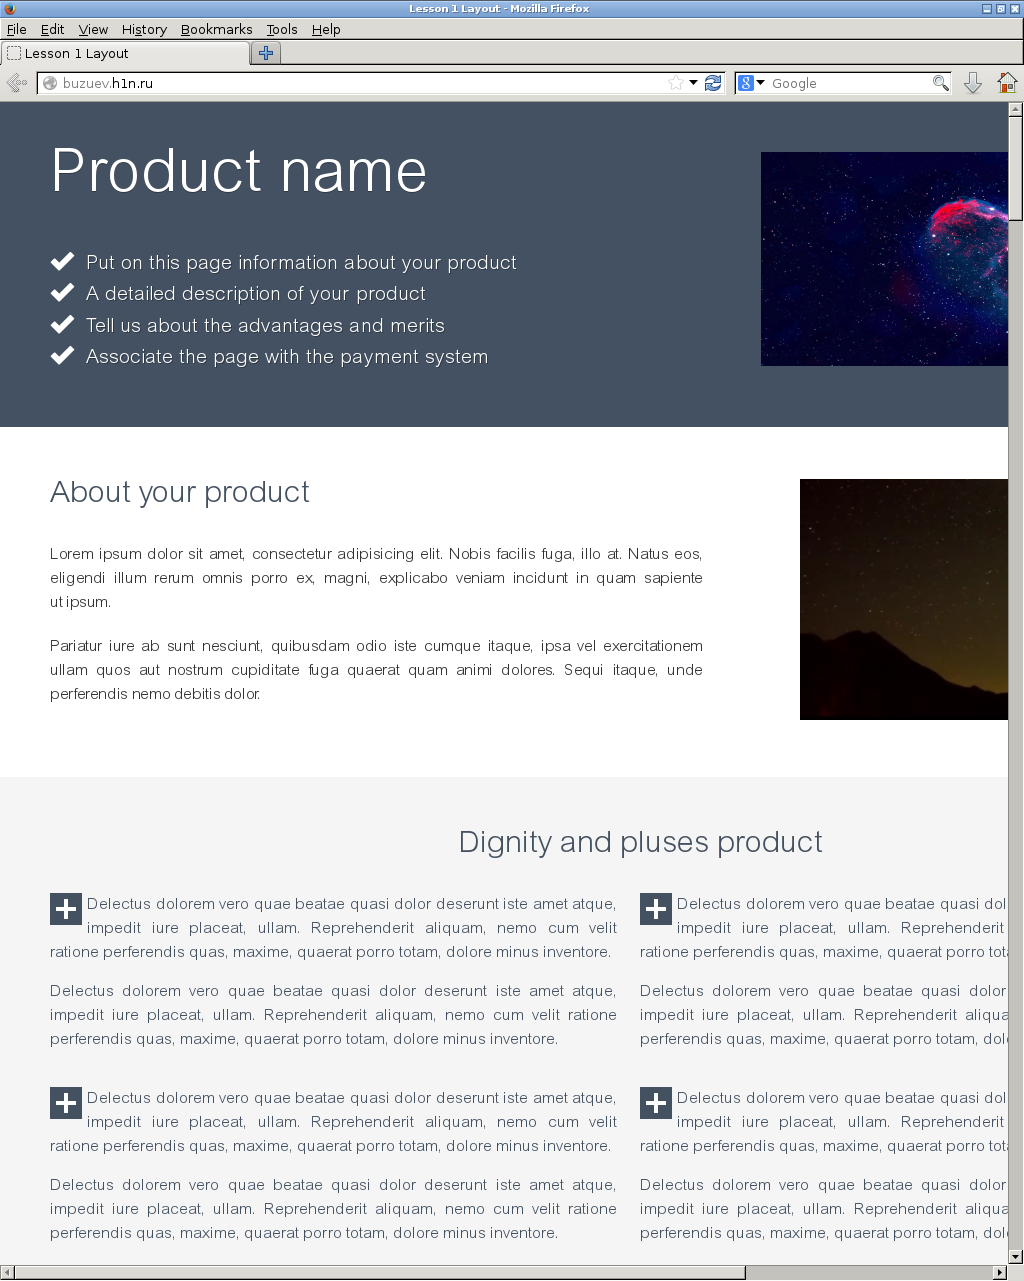 Lesson 1 Layout - Mozilla Firefox
File Edit View History Bookmarks Tools Help
Lesson 1 Layout
buzuev.h1n.ru
8 Google
Product name
Put on this page information about your product
A detailed description of your product
Tell us about the advantages and merits
Associate the page with the payment system
About your product
Lorem ipsum dolor sit amet, consectetur adipisicing elit. Nobis facilis fuga, illo at. Natus eos,
eligendi illum rerum omnis porro ex, magni, explicabo veniam incidunt in quam sapiente
ut ipsum.
Pariatur iure ab sunt nesciunt, quibusdam odio iste cumque itaque, ipsa vel exercitationem
ullam quos aut nostrum cupiditate fuga quaerat quam animi dolores. Sequi itaque, unde
perferendis nemo debitis dolor.
Dignity and pluses product
Delectus dolorem vero quae beatae quasi dolor deserunt iste amet atque,
impedit iure placeat, ullam. Reprehenderit aliquam, nemo cum velit
ratione perferendis quas, maxime, quaerat porro totam, dolore minus inventore.
Delectus dolorem vero quae beatae quasi dolor deserunt iste amet atque,
impedit iure placeat, ullam. Reprehenderit aliquam, nemo cum velit ratione
perferendis quas, maxime, quaerat porro totam, dolore minus inventore.
Delectus dolorem vero quae beatae quasi dol
impedit iure placeat, ullam. Reprehenderit
ratione perferendis quas, maxime, quaerat porro tota
Delectus dolorem vero quae beatae quasi dolor
impedit iure placeat, ullam. Reprehenderit aliqua
perferendis quas, maxime, quaerat porro totam, dol
Delectus dolorem vero quae beatae quasi dolor deserunt iste amet atque,
impedit iure placeat, ullam. Reprehenderit aliquam, nemo cum velit
ratione perferendis quas, maxime, quaerat porro totam, dolore minus inventore.
Delectus dolorem vero quae beatae quasi dolor deserunt iste amet atque,
impedit iure placeat, ullam. Reprehenderit aliquam, nemo cum velit ratione
perferendis quas, maxime, quaerat porro totam, dolore minus inventore.
Delectus dolorem vero quae beatae quasi dol
impedit iure placeat, ullam. Reprehenderit
ratione perferendis quas, maxime, quaerat porro tota
Delectus dolorem vero quae beatae quasi dolor
impedit iure placeat, ullam. Reprehenderit aliqua
perferendis quas, maxime, quaerat porro totam, dol